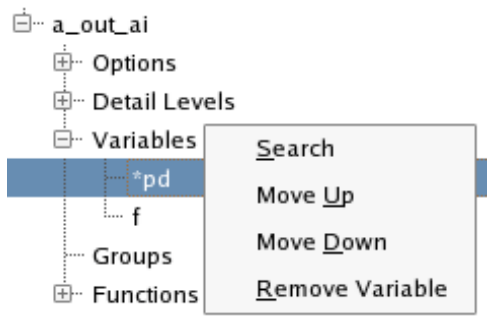 a_out_ai
Options
Detail Levels
Variables
*pd
f
Groups
Functions
Search
Move Up
Move Down
Remove Variable